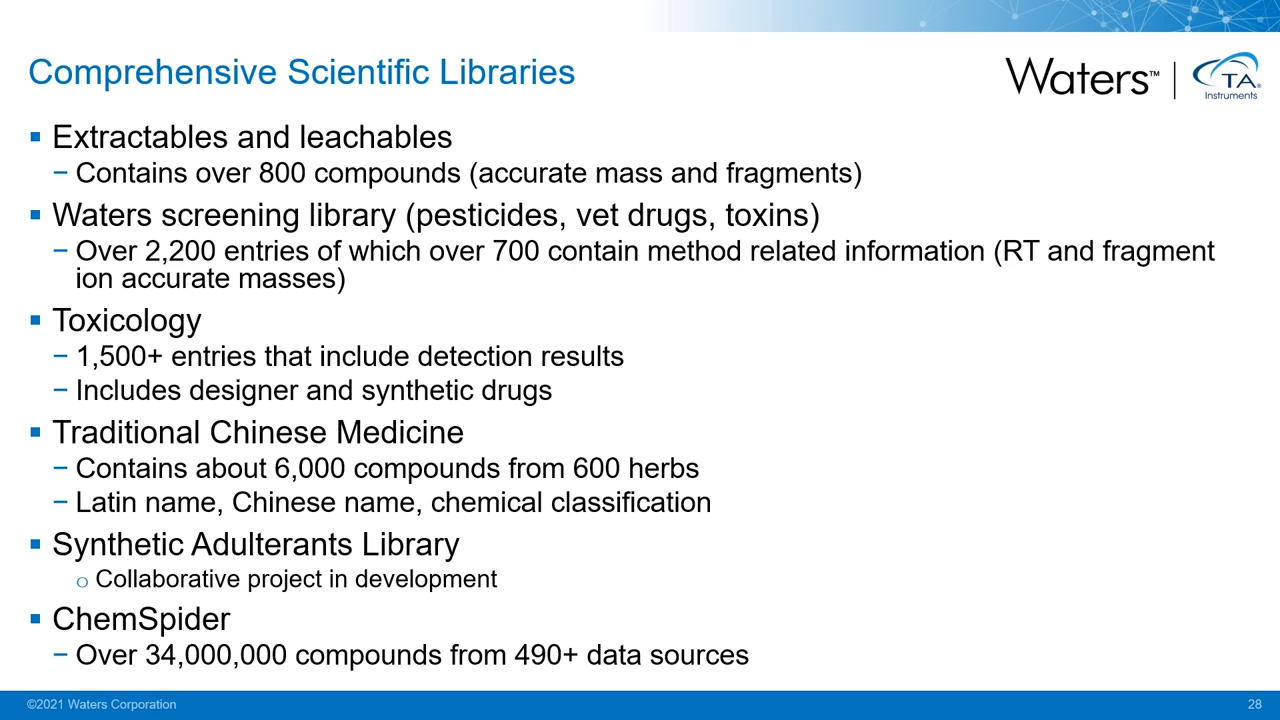 Comprehensive Scientific Libraries
Waters™ | TA® Instruments
▪ Extractables and leachables
− Contains over 800 compounds (accurate mass and fragments)
▪ Waters screening library (pesticides, vet drugs, toxins)
− Over 2,200 entries of which over 700 contain method related information (RT and fragment
ion accurate masses)
▪ Toxicology
− 1,500+ entries that include detection results
− Includes designer and synthetic drugs
▪ Traditional Chinese Medicine
− Contains about 6,000 compounds from 600 herbs
− Latin name, Chinese name, chemical classification
▪ Synthetic Adulterants Library
o Collaborative project in development
▪ ChemSpider
− Over 34,000,000 compounds from 490+ data sources
©2021 Waters Corporation
28